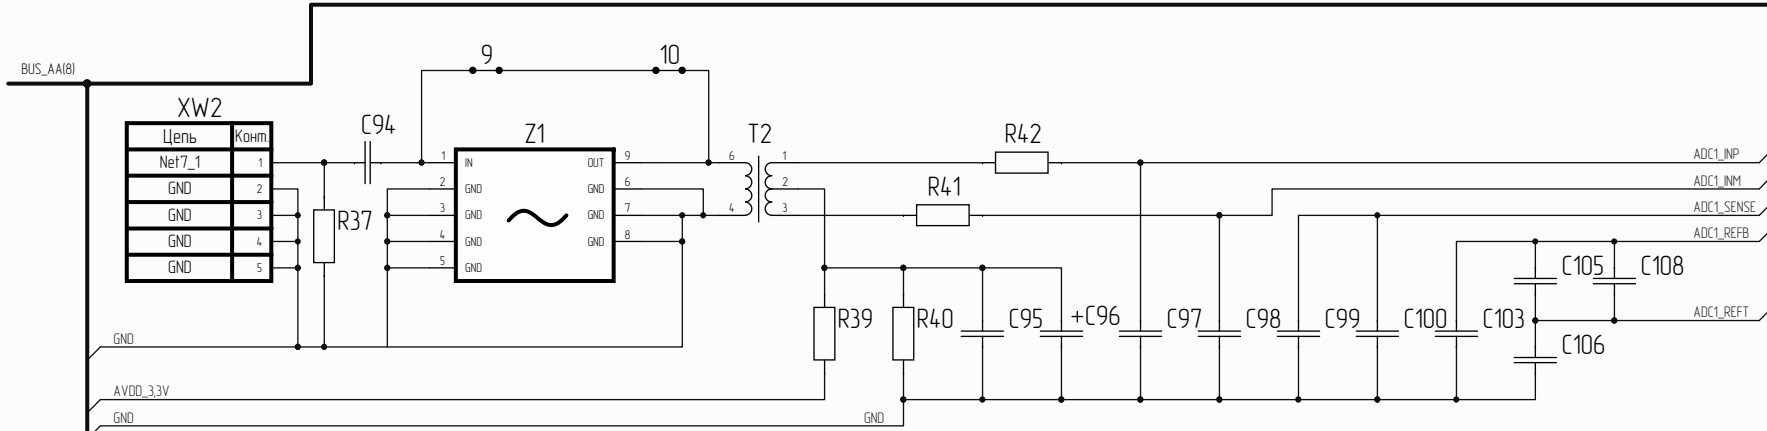 BUS_AA(8)
9 10
XW2
Цепь Конт.
Net7_1 1
GND 2
GND 3
GND 4
GND 5
C94
R37
Z1
1 IN OUT 9
2 GND GND 6
3 GND GND 7
4 GND GND 8
5 GND
T2
6 1
2
4 3
R42
R41
ADC1_INP
ADC1_INM
ADC1_SENSE
ADC1_REFB
C105 C108
R39 R40 C95 +C96 C97 C98 C99 C100 C103
ADC1_REFT
C106
GND
AVDD_3,3V
GND GND